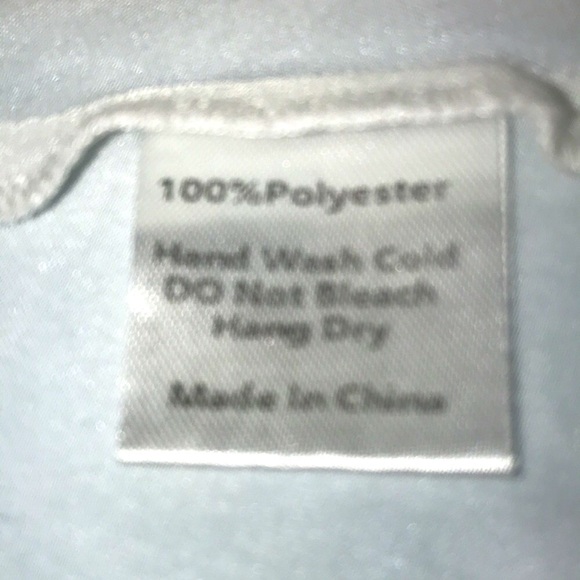 100%Polyester
Hand Wash Cold
DO Not Bleach
Hang Dry
Made In China